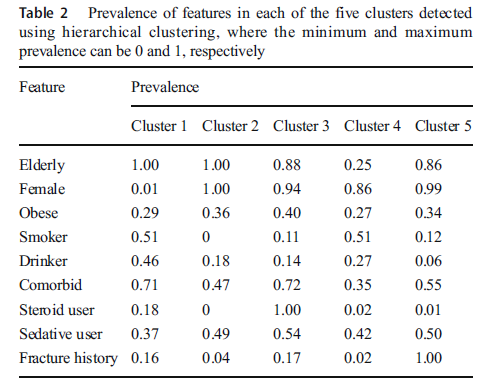 Table 2 Prevalence of features in each of the five clusters detected
using hierarchical clustering, where the minimum and maximum
prevalence can be 0 and 1, respectively
Feature Prevalence
Cluster 1 Cluster 2 Cluster 3 Cluster 4 Cluster 5
Elderly 1.00 1.00 0.88 0.25 0.86
Female 0.01 1.00 0.94 0.86 0.99
Obese 0.29 0.36 0.40 0.27 0.34
Smoker 0.51 0 0.11 0.51 0.12
Drinker 0.46 0.18 0.14 0.27 0.06
Comorbid 0.71 0.47 0.72 0.35 0.55
Steroid user 0.18 0 1.00 0.02 0.01
Sedative user 0.37 0.49 0.54 0.42 0.50
Fracture history 0.16 0.04 0.17 0.02 1.00